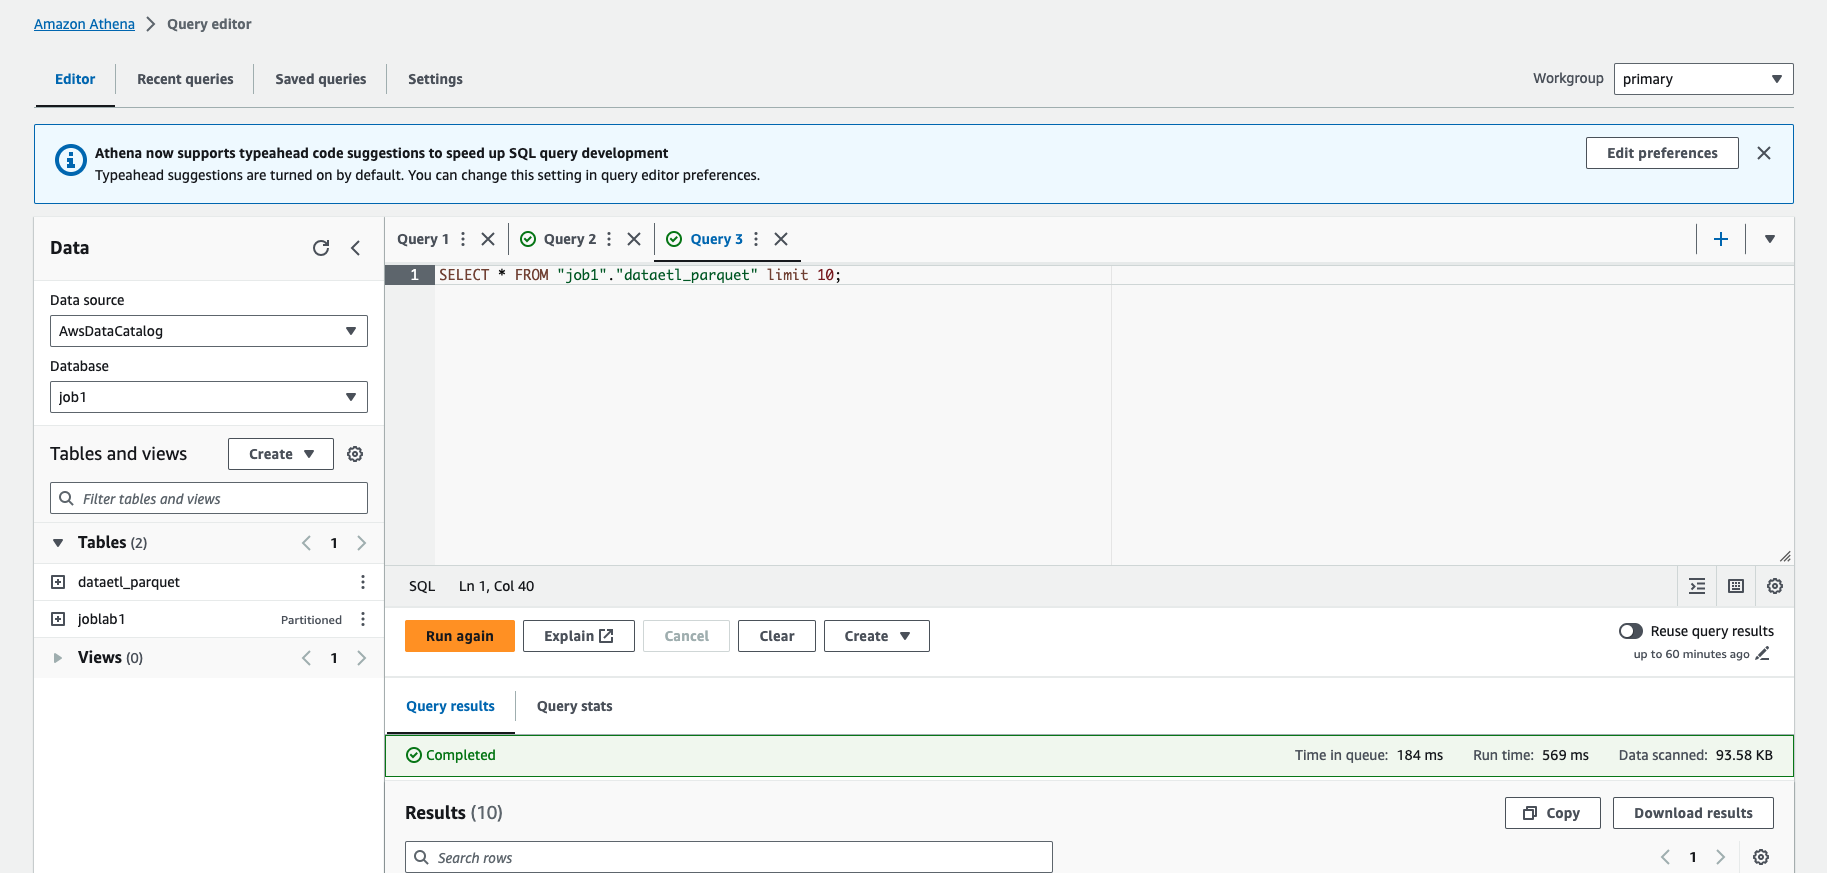 Amazon Athena > Query editor
Editor Recent queries Saved queries Settings Workgroup primary
Athena now supports typeahead code suggestions to speed up SQL query development
Typeahead suggestions are turned on by default. You can change this setting in query editor preferences.
Edit preferences
Data
Data source
AwsDataCatalog
Database
job1
Tables and views Create
Filter tables and views
Tables (2) 1
dataetl_parquet
joblab1 Partitioned
Views (0) 1
Query 1 Query 2 Query 3
1 SELECT * FROM "job1"."dataetl_parquet" limit 10;
SQL Ln 1, Col 40
Run again Explain Cancel Clear Create
Reuse query results
up to 60 minutes ago
Query results Query stats
Completed Time in queue: 184 ms Run time: 569 ms Data scanned: 93.58 KB
Results (10) Copy Download results
Search rows 1